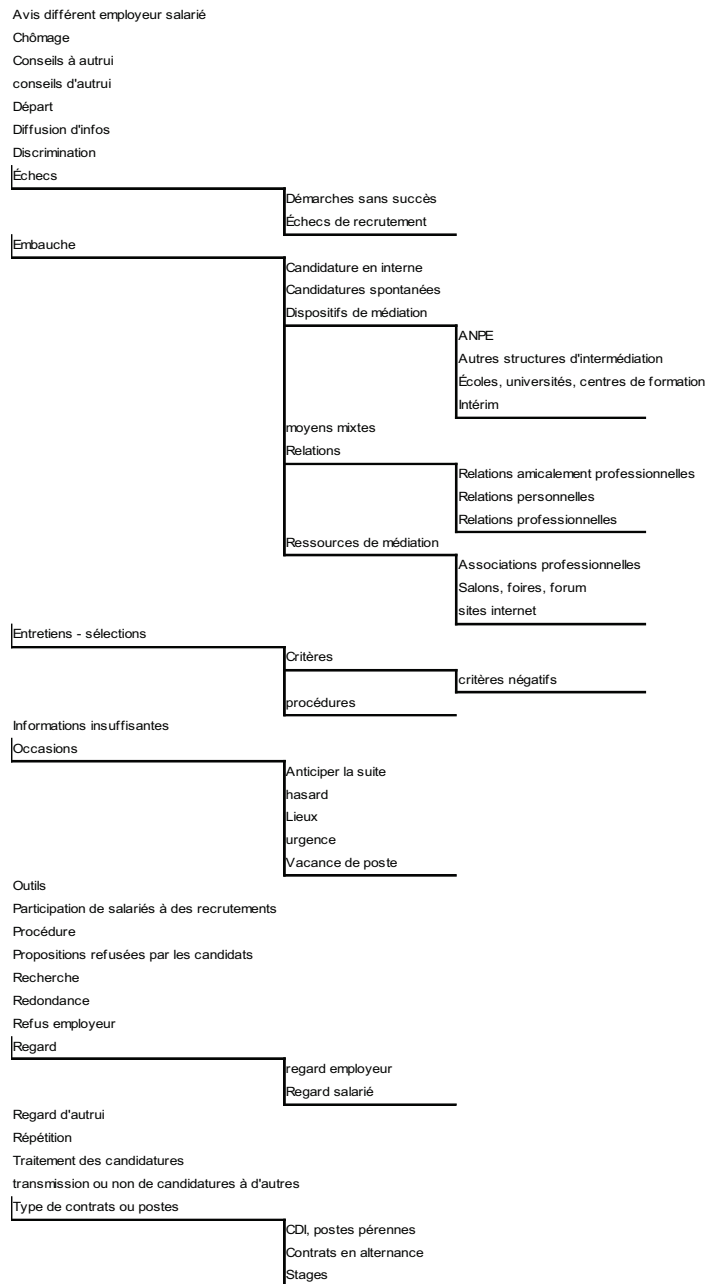 Avis différent employeur salarié
Chômage
Conseils à autrui
conseils d'autrui
Départ
Diffusion d'infos
Discrimination
Échecs
Démarches sans succès
Échecs de recrutement
Embauche
Candidature en interne
Candidatures spontanées
Dispositifs de médiation
ANPE
Autres structures d'intermédiation
Écoles, universités, centres de formation
Intérim
moyens mixtes
Relations
Relations amicalement professionnelles
Relations personnelles
Relations professionnelles
Ressources de médiation
Associations professionnelles
Salons, foires, forum
sites internet
Entretiens - sélections
Critères
critères négatifs
procédures
Informations insuffisantes
Occasions
Anticiper la suite
hasard
Lieux
urgence
Vacance de poste
Outils
Participation de salariés à des recrutements
Procédure
Propositions refusées par les candidats
Recherche
Redondance
Refus employeur
Regard
regard employeur
Regard salarié
Regard d'autrui
Répétition
Traitement des candidatures
transmission ou non de candidatures à d'autres
Type de contrats ou postes
CDI, postes pérennes
Contrats en alternance
Stages